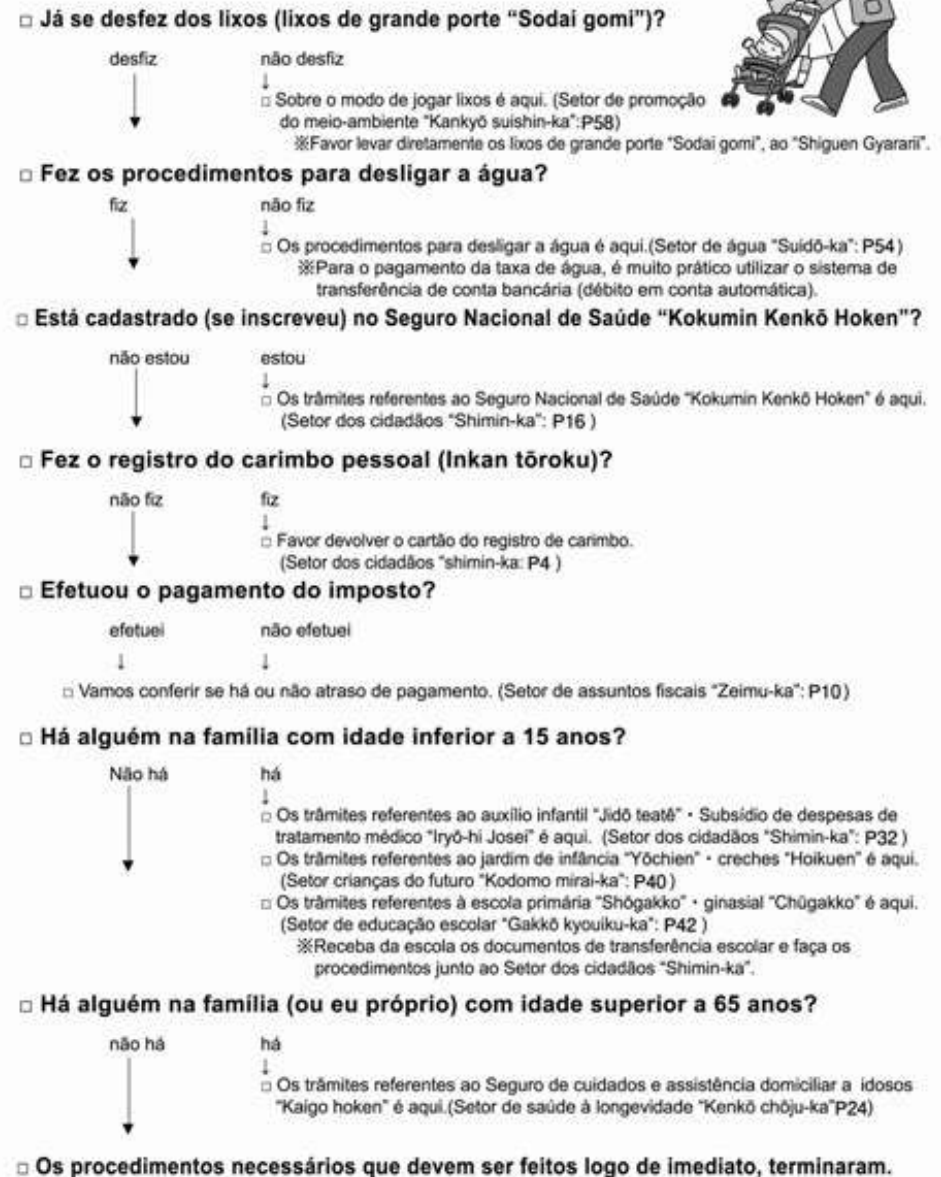 □ Já se desfez dos lixos (lixos de grande porte “Sodai gomi”)?
desfiz não desfiz
↓
□ Sobre o modo de jogar lixos é aqui. (Setor de promoção
do meio-ambiente “Kankyō suishin-ka”:P58)
※Favor levar diretamente os lixos de grande porte “Sodai gomi”, ao “Shiguen Gyararii”.
□ Fez os procedimentos para desligar a água?
fiz não fiz
↓
□ Os procedimentos para desligar a água é aqui.(Setor de água “Suidō-ka”: P54)
※Para o pagamento da taxa de água, é muito prático utilizar o sistema de
transferência de conta bancária (débito em conta automática).
□ Está cadastrado (se inscreveu) no Seguro Nacional de Saúde “Kokumin Kenkō Hoken”?
não estou estou
↓
□ Os trâmites referentes ao Seguro Nacional de Saúde “Kokumin Kenkō Hoken” é aqui.
(Setor dos cidadãos “Shimin-ka”: P16 )
□ Fez o registro do carimbo pessoal (Inkan tōroku)?
não fiz fiz
↓
□ Favor devolver o cartão do registro de carimbo.
(Setor dos cidadãos “shimin-ka: P4 )
□ Efetuou o pagamento do imposto?
efetuei não efetuei
↓ ↓
□ Vamos conferir se há ou não atraso de pagamento. (Setor de assuntos fiscais “Zeimu-ka”: P10)
□ Há alguém na família com idade inferior a 15 anos?
Não há há
↓
□ Os trâmites referentes ao auxílio infantil “Jidō teatê”・Subsídio de despesas de
tratamento médico “Iryō-hi Josei” é aqui. (Setor dos cidadãos “Shimin-ka”: P32 )
□ Os trâmites referentes ao jardim de infância “Yōchien”・creches “Hoikuen” é aqui.
(Setor crianças do futuro “Kodomo mirai-ka”: P40 )
□ Os trâmites referentes à escola primária “Shōgakko”・ginasial “Chūgakko” é aqui.
(Setor de educação escolar “Gakkō kyouiku-ka”: P42 )
※Receba da escola os documentos de transferência escolar e faça os
procedimentos junto ao Setor dos cidadãos “Shimin-ka”.
□ Há alguém na família (ou eu próprio) com idade superior a 65 anos?
não há há
↓
□ Os trâmites referentes ao Seguro de cuidados e assistência domiciliar a idosos
“Kaigo hoken” é aqui.(Setor de saúde à longevidade “Kenkō chōju-ka”P24)
□ Os procedimentos necessários que devem ser feitos logo de imediato, terminaram.